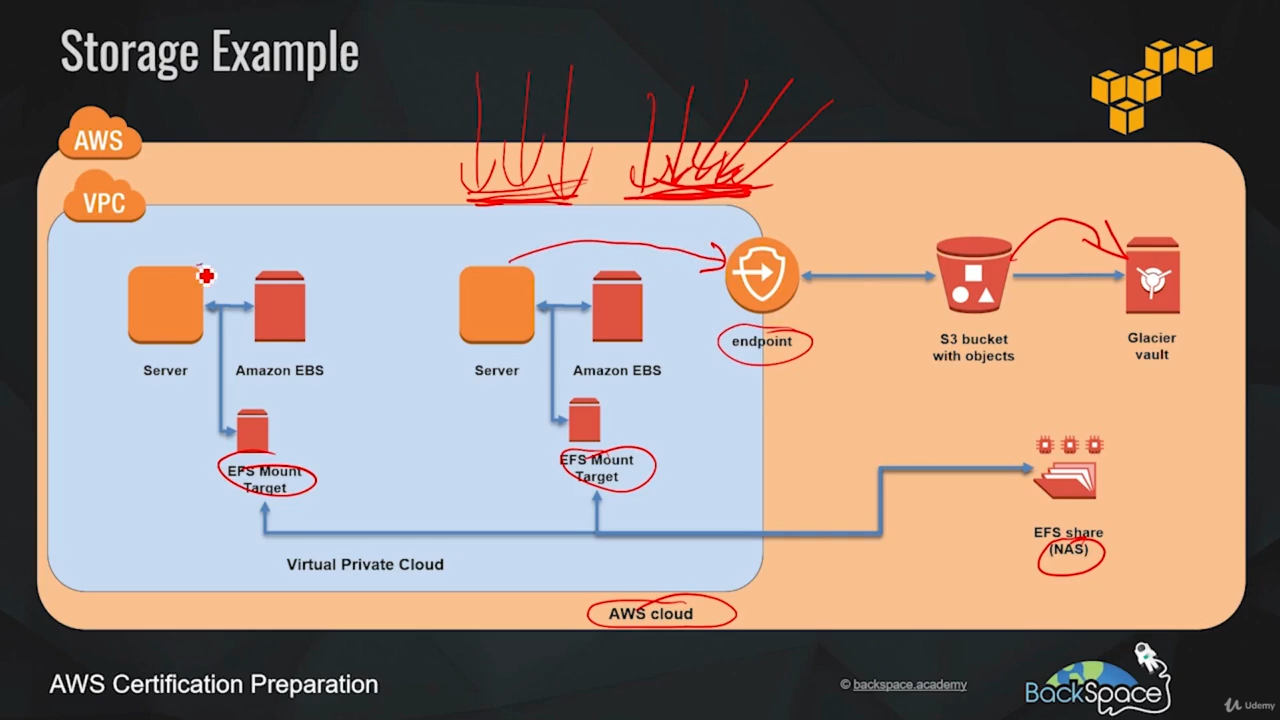 Storage Example
AWS
VPC
Server
Amazon EBS
Server
Amazon EBS
endpoint
S3 bucket
with objects
Glacier
vault
EFS Mount
Target
EFS Mount
Target
EFS share
(NAS)
Virtual Private Cloud
AWS cloud
AWS Certification Preparation
© backspace.academy
BackSpace
Udemy